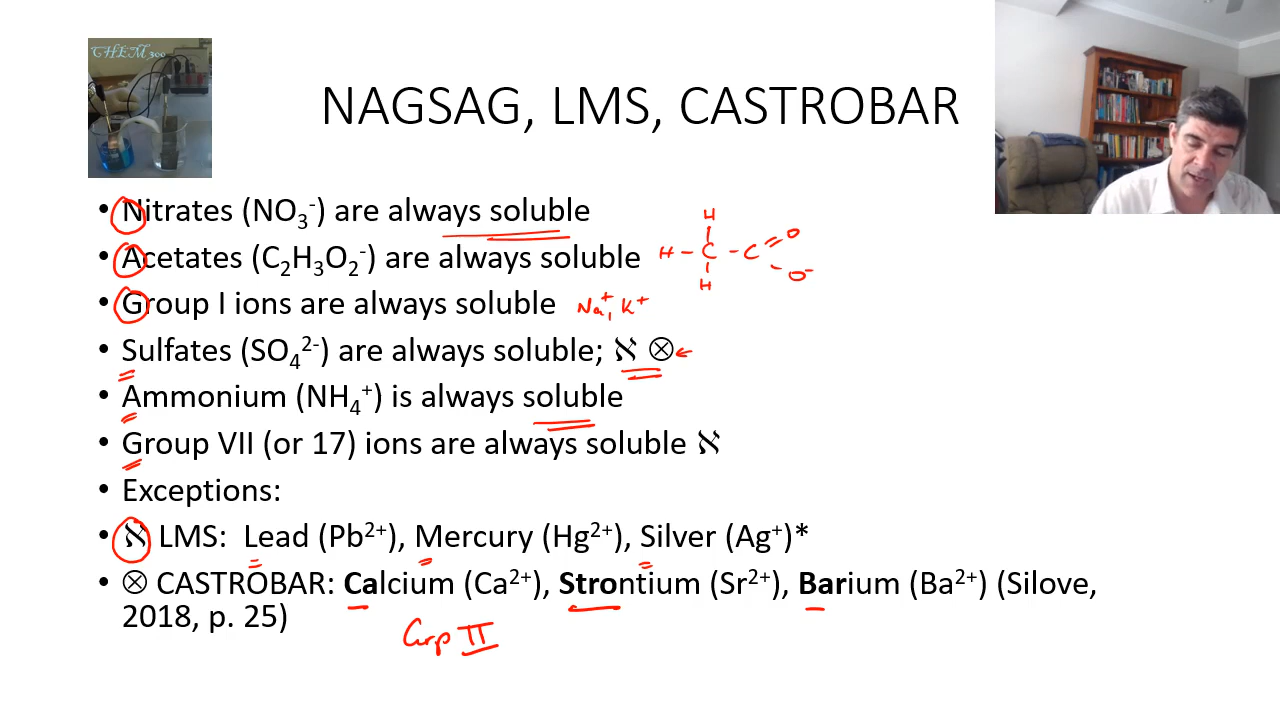 CHEM 300
NAGSAG, LMS, CASTROBAR
• Nitrates (NO₃⁻) are always soluble
• Acetates (C₂H₃O₂⁻) are always soluble
H
H – C – C = O
O⁻
H
• Group I ions are always soluble Na⁺, K⁺
• Sulfates (SO₄²⁻) are always soluble; ℵ ⊗ ←
• Ammonium (NH₄⁺) is always soluble
• Group VII (or 17) ions are always soluble ℵ
• Exceptions:
• ℵ LMS: Lead (Pb²⁺), Mercury (Hg²⁺), Silver (Ag⁺)*
• ⊗ CASTROBAR: Calcium (Ca²⁺), Strontium (Sr²⁺), Barium (Ba²⁺) (Silove,
2018, p. 25)
Grp II